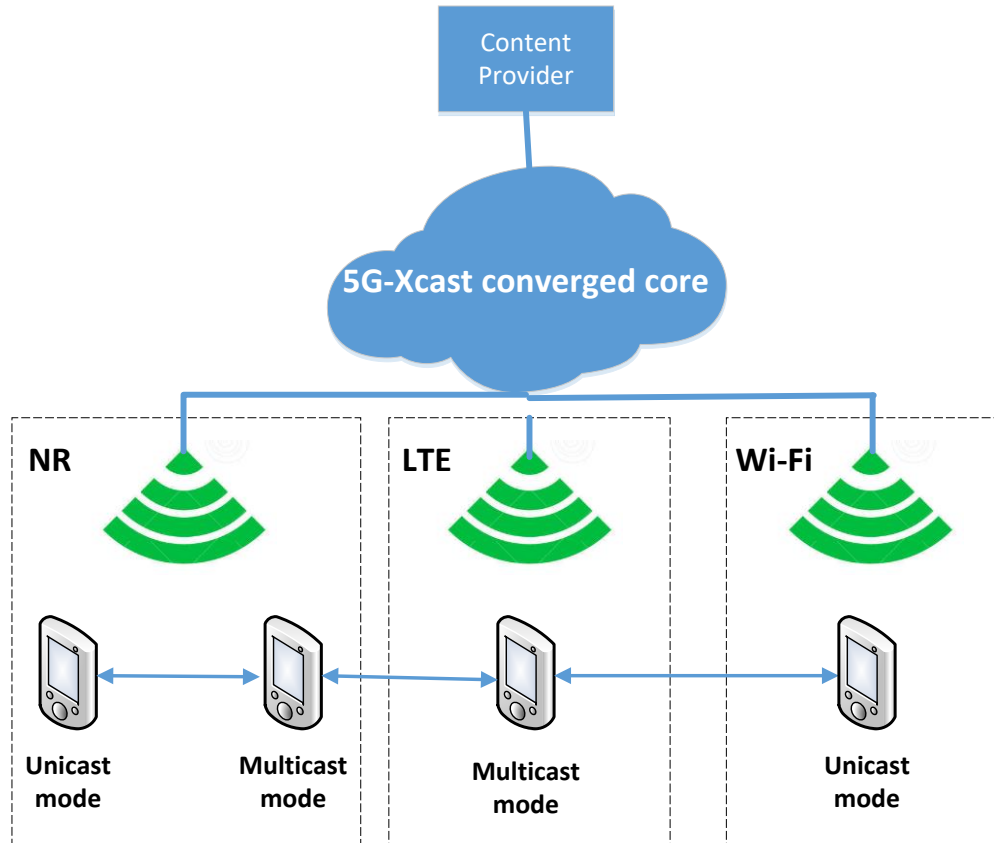 Content
Provider
5G-Xcast converged core
NR
LTE
Wi-Fi
Unicast
mode
Multicast
mode
Multicast
mode
Unicast
mode